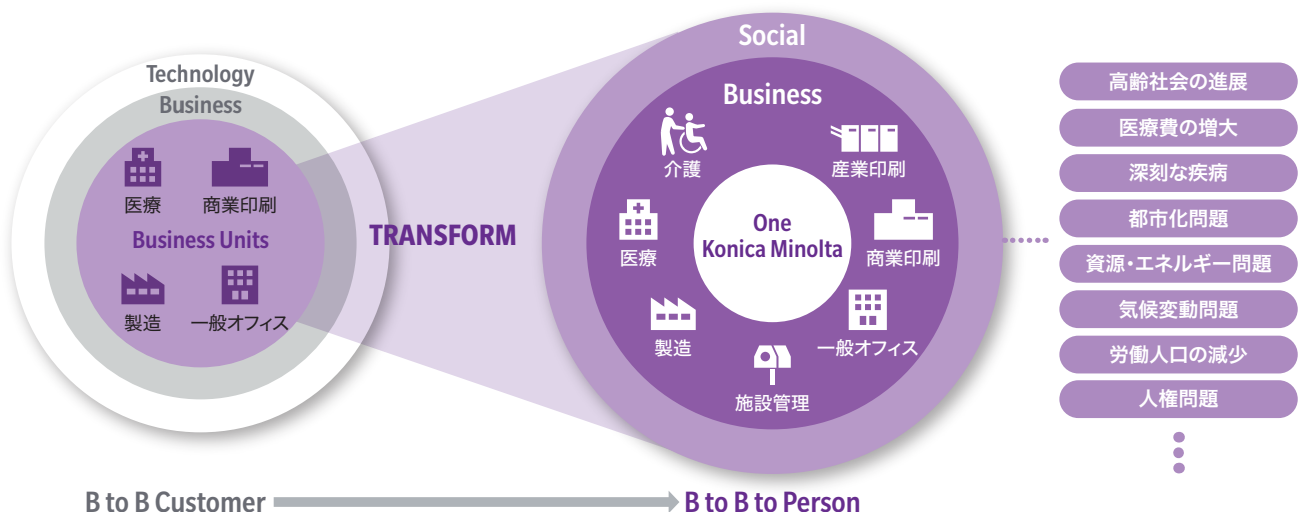 Technology
Business
医療
商業印刷
Business Units
製造
一般オフィス
TRANSFORM
Social
Business
介護
産業印刷
医療
One
Konica Minolta
商業印刷
製造
一般オフィス
施設管理
高齢社会の進展
医療費の増大
深刻な疾病
都市化問題
資源・エネルギー問題
気候変動問題
労働人口の減少
人権問題
B to B Customer
B to B to Person